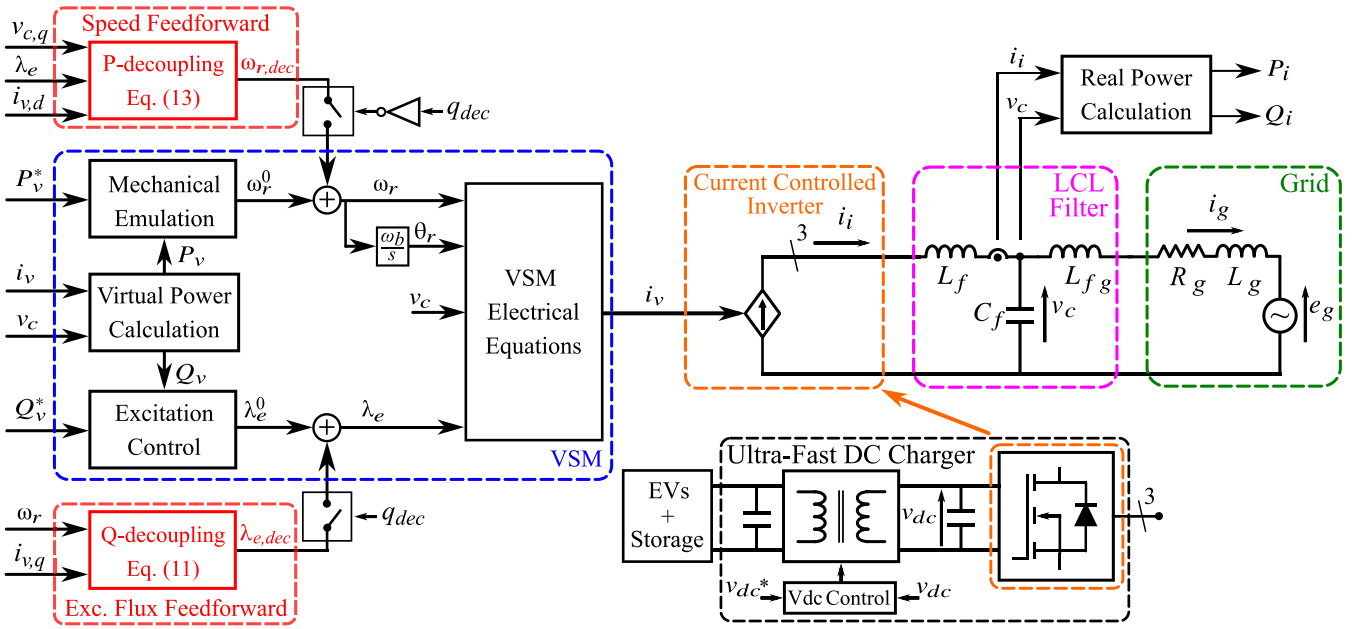 Speed Feedforward
v_{c,q}
λ_e
i_{v,d}
P-decoupling
Eq. (13)
ω_{r,dec}
q_{dec}
i_i
v_c
Real Power
Calculation
P_i
Q_i
P_v^*
Mechanical
Emulation
ω_r^0
+
ω_r
ω_b
s
θ_r
P_v
i_v
v_c
Virtual Power
Calculation
Q_v
v_c
VSM
Electrical
Equations
i_v
Q_v^*
Excitation
Control
λ_e^0
+
λ_e
VSM
Current Controlled
Inverter
3
i_i
LCL
Filter
L_f
L_{fg}
C_f
v_c
Grid
i_g
R_g
L_g
e_g
ω_r
i_{v,q}
Q-decoupling
Eq. (11)
λ_{e,dec}
q_{dec}
Exc. Flux Feedforward
Ultra-Fast DC Charger
EVs
+
Storage
v_{dc}
3
v_{dc}*
Vdc Control
v_{dc}